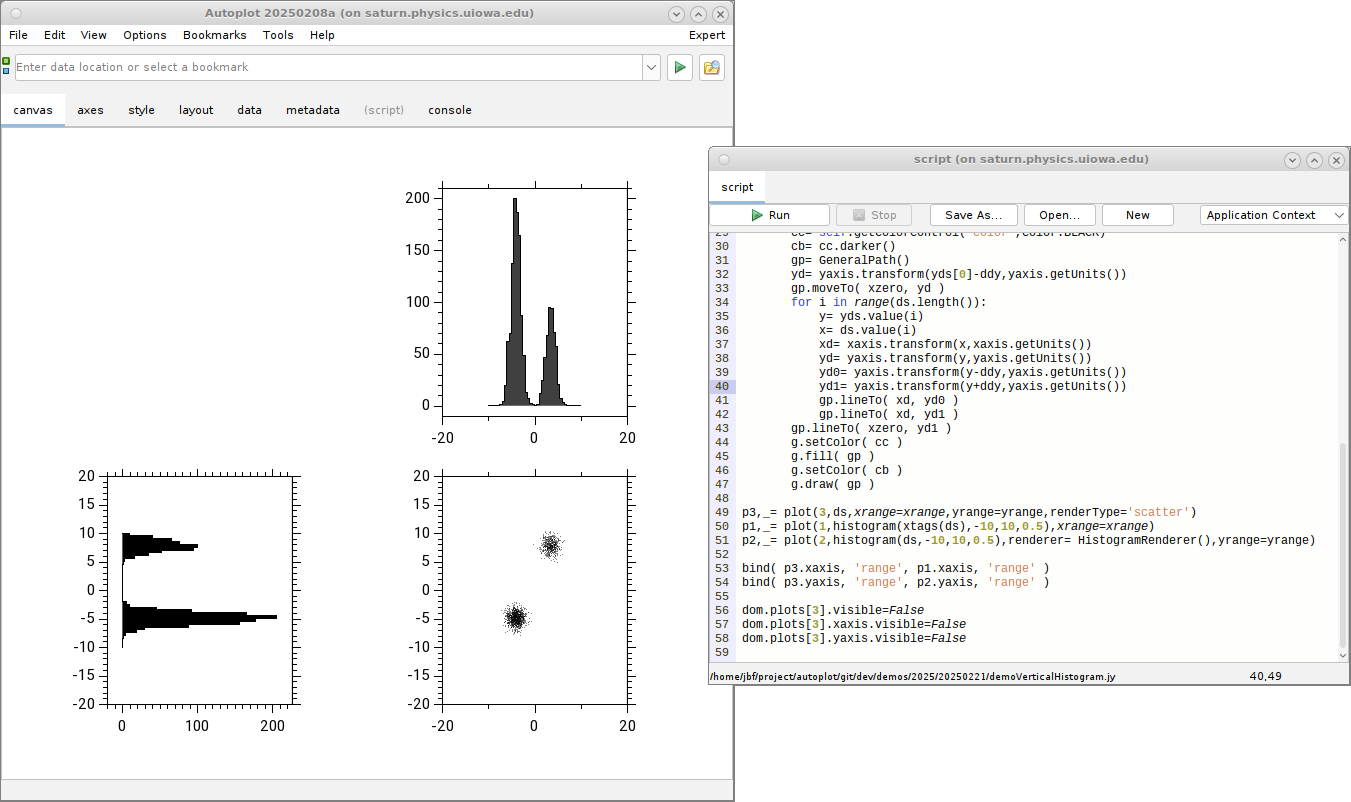 Autoplot 20250208a (on saturn.physics.uiowa.edu)
File Edit View Options Bookmarks Tools Help Expert
Enter data location or select a bookmark
canvas axes style layout data metadata (script) console
200
150
100
50
0
-20 0 20
20
15
10
5
0
-5
-10
-15
-20
0 100 200
20
15
10
5
0
-5
-10
-15
-20
-20 0 20
script (on saturn.physics.uiowa.edu)
script
Run Stop Save As... Open... New Application Context
29 cc= self.getColorControl('color',Color.BLACK)
30 cb= cc.darker()
31 gp= GeneralPath()
32 yd= yaxis.transform(yds[0]-ddy,yaxis.getUnits())
33 gp.moveTo( xzero, yd )
34 for i in range(ds.length()):
35 y= yds.value(i)
36 x= ds.value(i)
37 xd= xaxis.transform(x,xaxis.getUnits())
38 yd= yaxis.transform(y,yaxis.getUnits())
39 yd0= yaxis.transform(y-ddy,yaxis.getUnits())
40 yd1= yaxis.transform(y+ddy,yaxis.getUnits())
41 gp.lineTo( xd, yd0 )
42 gp.lineTo( xd, yd1 )
43 gp.lineTo( xzero, yd1 )
44 g.setColor( cc )
45 g.fill( gp )
46 g.setColor( cb )
47 g.draw( gp )
48
49 p3,_= plot(3,ds,xrange=xrange,yrange=yrange,renderType='scatter')
50 p1,_= plot(1,histogram(xtags(ds),-10,10,0.5),xrange=xrange)
51 p2,_= plot(2,histogram(ds,-10,10,0.5),renderer= HistogramRenderer(),yrange=yrange)
52
53 bind( p3.xaxis, 'range', p1.xaxis, 'range' )
54 bind( p3.yaxis, 'range', p2.yaxis, 'range' )
55
56 dom.plots[3].visible=False
57 dom.plots[3].xaxis.visible=False
58 dom.plots[3].yaxis.visible=False
59
/home/jbf/project/autoplot/git/dev/demos/2025/20250221/demoVerticalHistogram.jy 40,49